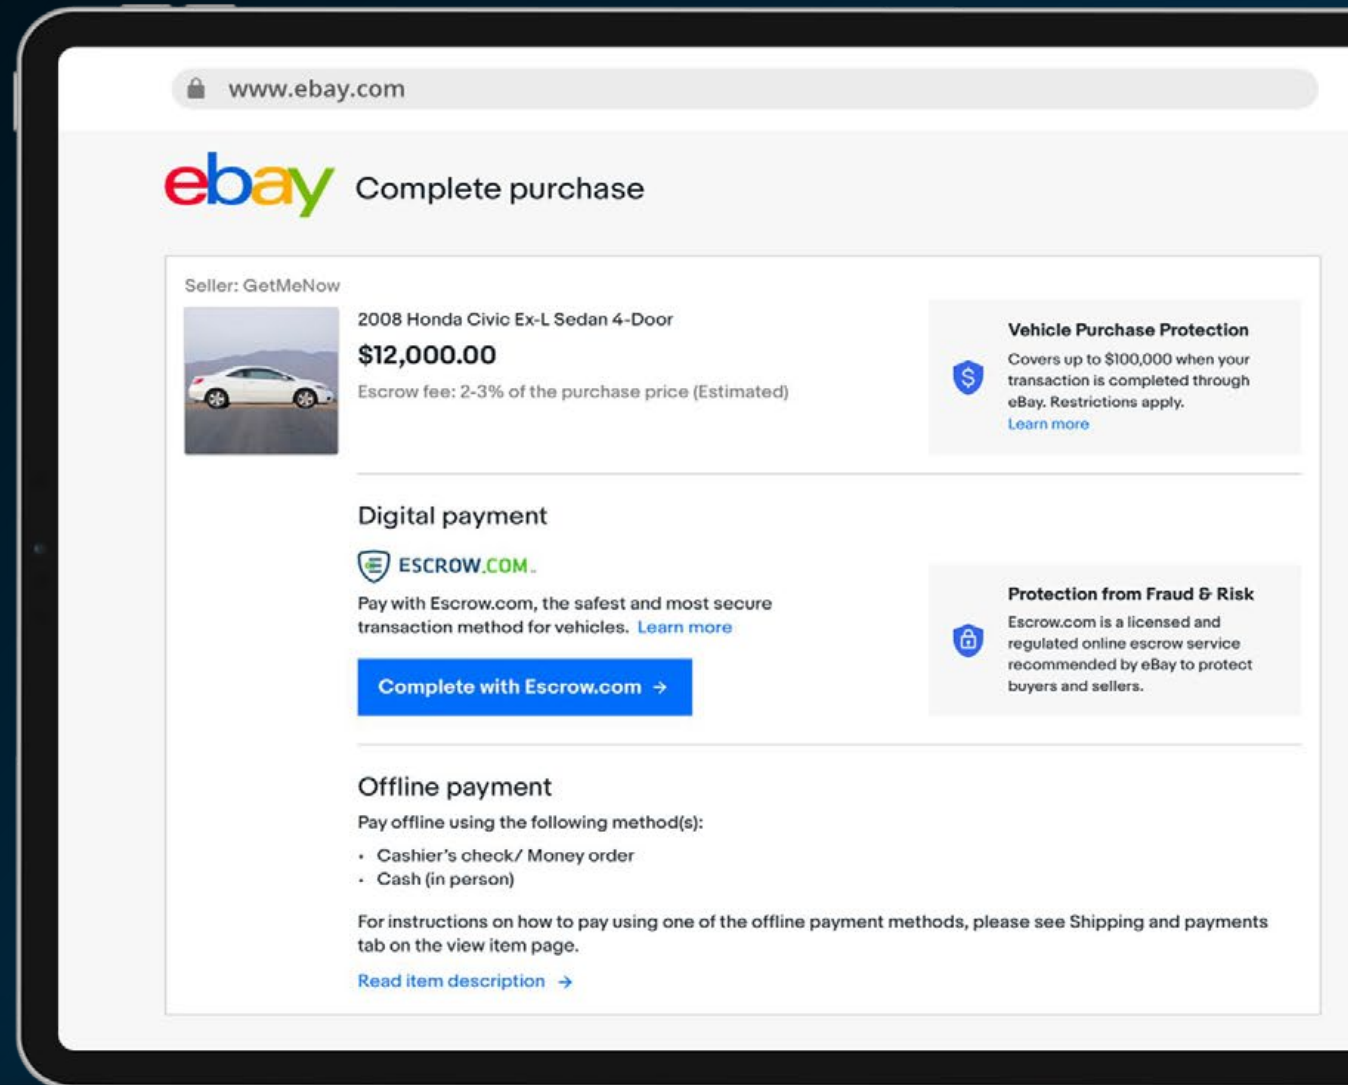 www.ebay.com
ebay Complete purchase
Seller: GetMeNow
2008 Honda Civic Ex-L Sedan 4-Door
$12,000.00
Escrow fee: 2-3% of the purchase price (Estimated)
Vehicle Purchase Protection
Covers up to $100,000 when your
transaction is completed through
eBay. Restrictions apply.
Learn more
Digital payment
ESCROW.COM
Pay with Escrow.com, the safest and most secure
transaction method for vehicles. Learn more
Complete with Escrow.com →
Protection from Fraud & Risk
Escrow.com is a licensed and
regulated online escrow service
recommended by eBay to protect
buyers and sellers.
Offline payment
Pay offline using the following method(s):
· Cashier's check/ Money order
· Cash (in person)
For instructions on how to pay using one of the offline payment methods, please see Shipping and payments
tab on the view item page.
Read item description →